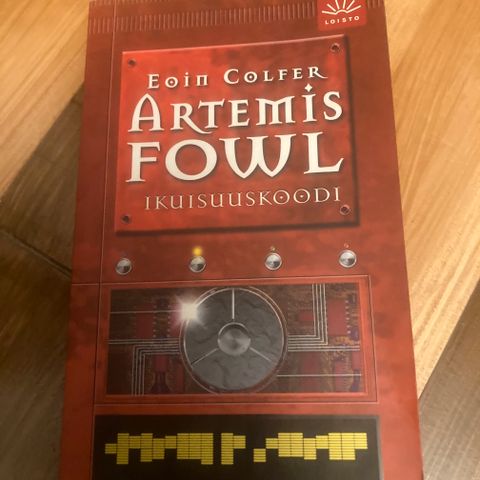 LOISTO
EOIN COLFER
ARTEMIS
FOWL
IKUISUUSKOODI